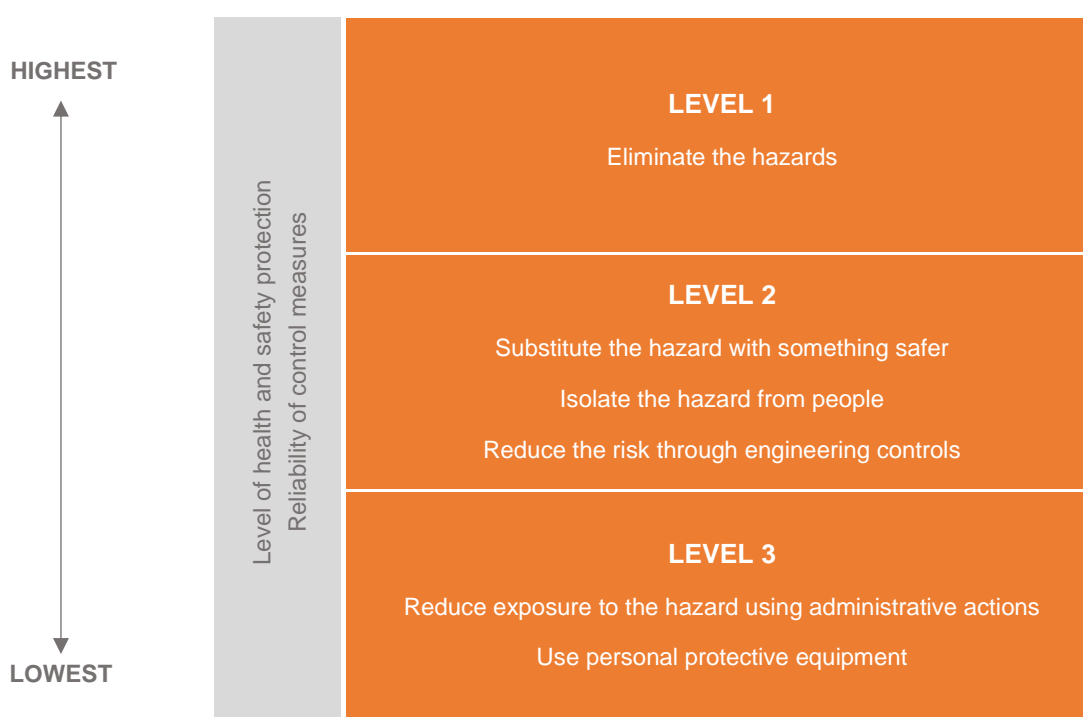 HIGHEST
LOWEST
Level of health and safety protection
Reliability of control measures
LEVEL 1
Eliminate the hazards
LEVEL 2
Substitute the hazard with something safer
Isolate the hazard from people
Reduce the risk through engineering controls
LEVEL 3
Reduce exposure to the hazard using administrative actions
Use personal protective equipment